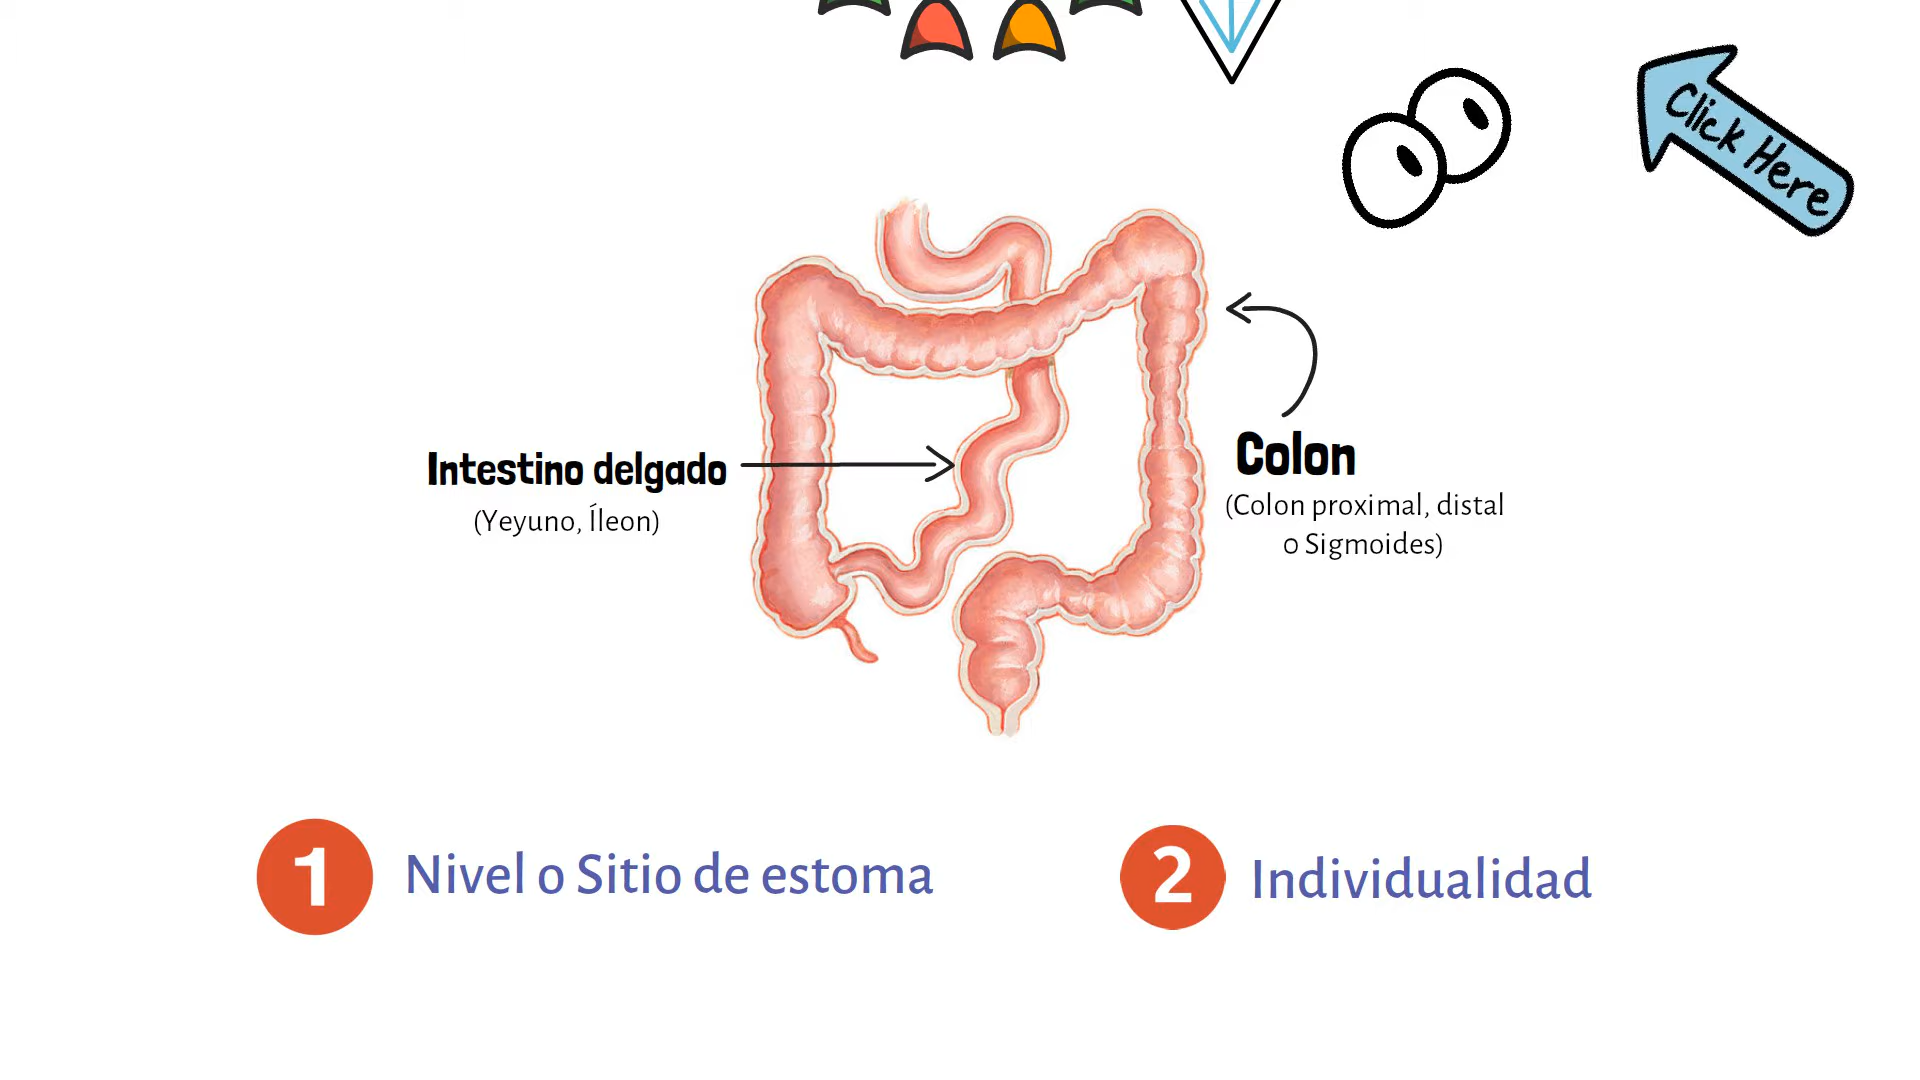 Click Here
Intestino delgado
(Yeyuno, Íleon)
Colon
(Colon proximal, distal
o Sigmoides)
1 Nivel o Sitio de estoma
2 Individualidad